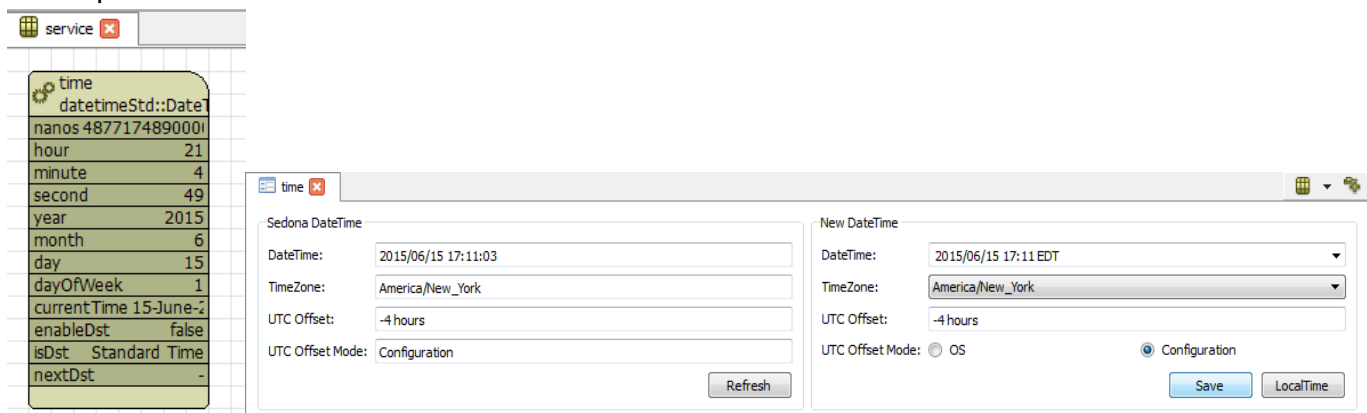 service
time
datetimeStd::DateT
nanos 4877174890000
hour 21
minute 4
second 49
year 2015
month 6
day 15
dayOfWeek 1
currentTime 15-June-2
enableDst false
isDst Standard Time
nextDst -
time
Sedona DateTime
DateTime: 2015/06/15 17:11:03
TimeZone: America/New_York
UTC Offset: -4 hours
UTC Offset Mode: Configuration
Refresh
New DateTime
DateTime: 2015/06/15 17:11 EDT
TimeZone: America/New_York
UTC Offset: -4 hours
UTC Offset Mode: OS Configuration
Save LocalTime